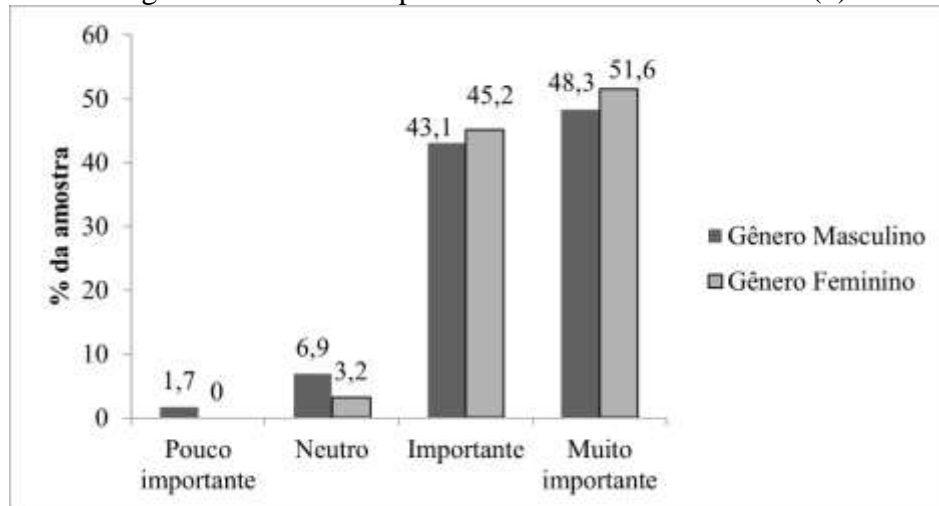 60
50
40
30
20
10
0
% da amostra
1,7
0
6,9
3,2
43,1
45,2
48,3
51,6
Pouco
importante
Neutro
Importante
Muito
importante
Gênero Masculino
Gênero Feminino